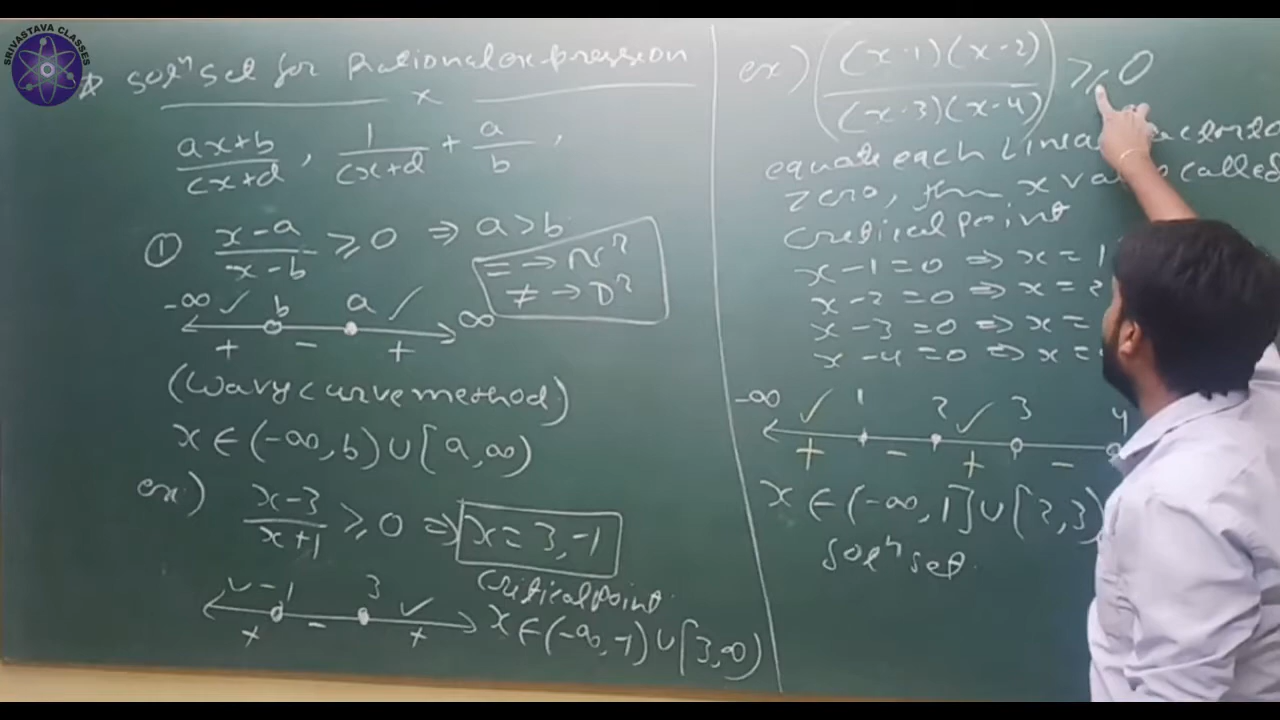 SRIVASTAVA CLASSES
* Solⁿ set for Rational expression
x
ax+b/cx+d, 1/cx+d + a/b,
① x-a/x-b ≥ 0 ⇒ a>b
= → Nʳ
≠ → Dʳ
-∞ ✓ b a ✓ ∞
+ - +
(Wavy curve method)
x ∈ (-∞, b) ∪ [a, ∞)
ex) x-3/x+1 ≥ 0 ⇒ x = 3, -1
critical point
✓ -1 3 ✓
+ - +
x ∈ (-∞, -1) ∪ [3, ∞)
ex) ((x-1)(x-2)/(x-3)(x-4)) ≥ 0
equate each Linear
zero, then x value called
critical point
x-1=0 ⇒ x=1
x-2=0 ⇒ x=2
x-3=0 ⇒ x=
x-4=0 ⇒ x=
-∞ ✓ 1 2 ✓ 3 4
+ - + -
x ∈ (-∞, 1] ∪ [2, 3)
solⁿ set